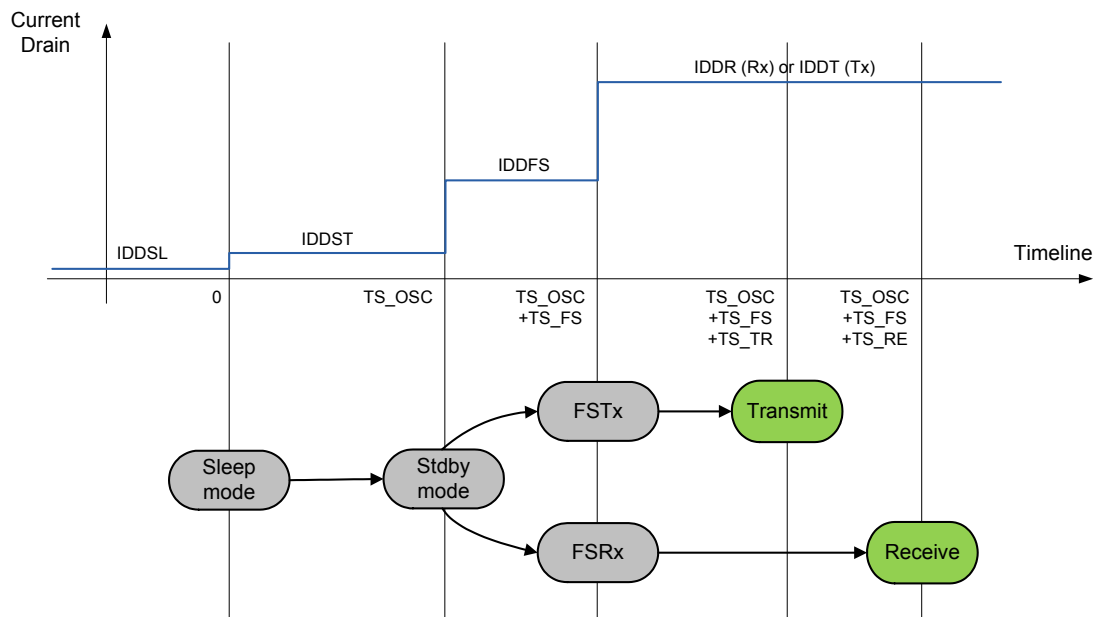 Current
Drain
IDDR (Rx) or IDDT (Tx)
IDDFS
IDDST
IDDSL
Timeline
0
TS_OSC
TS_OSC
+TS_FS
TS_OSC
+TS_FS
+TS_TR
TS_OSC
+TS_FS
+TS_RE
FSTx
Transmit
Sleep
mode
Stdby
mode
FSRx
Receive